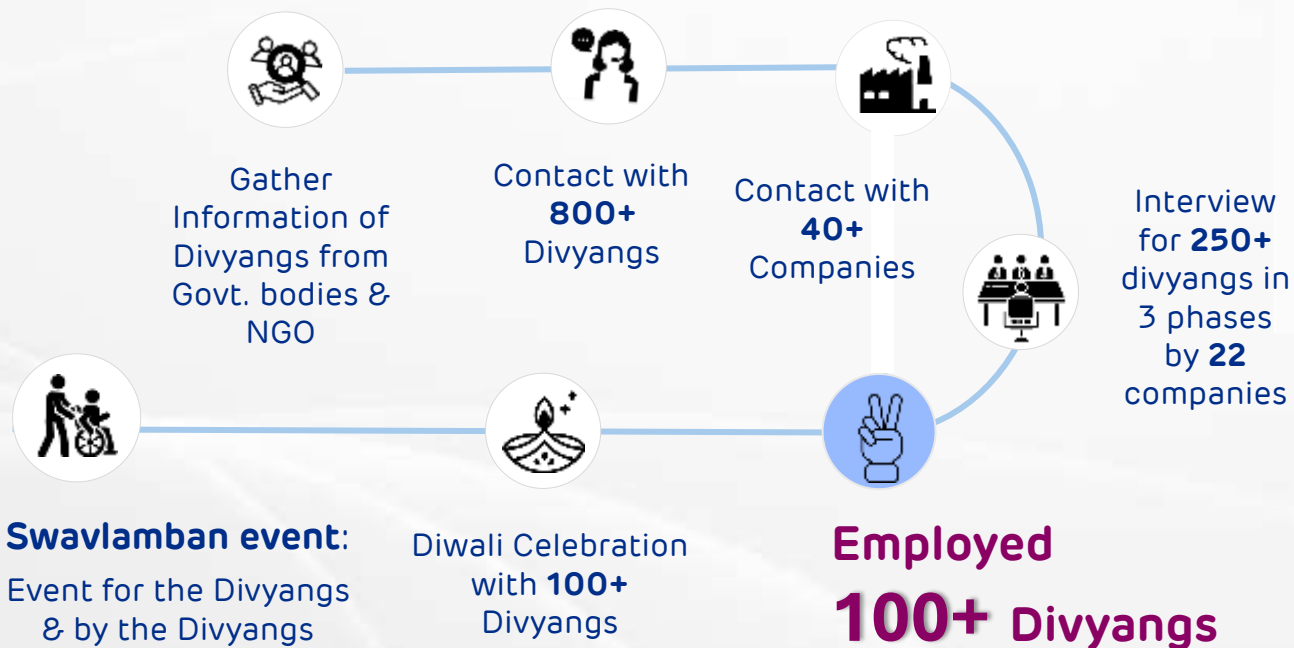 Gather
Information of
Divyangs from
Govt. bodies &
NGO
Contact with
800+
Divyangs
Contact with
40+
Companies
Interview
for 250+
divyangs in
3 phases
by 22
companies
Employed
100+ Divyangs
Diwali Celebration
with 100+
Divyangs
Swavlamban event:
Event for the Divyangs
& by the Divyangs